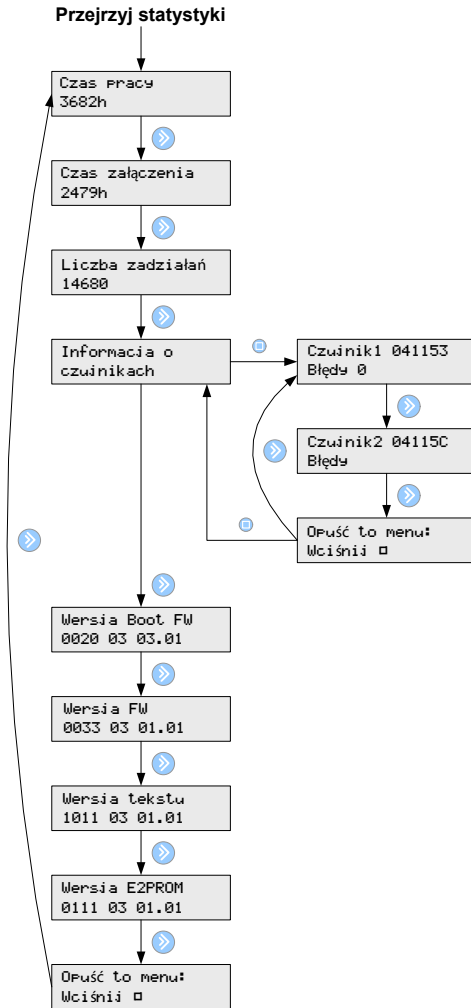 Przejrzyj statystyki
Czas pracy
3682h
Czas załączenia
2479h
Liczba zadziałań
14680
Informacja o
czujnikach
Czujnik1 041153
Błędy 0
Czujnik2 04115C
Błędy
Opuść to menu:
Wciśnij □
Wersja Boot FW
0020 03 03.01
Wersja FW
0033 03 01.01
Wersja tekstu
1011 03 01.01
Wersja E2PROM
0111 03 01.01
Opuść to menu:
Wciśnij □